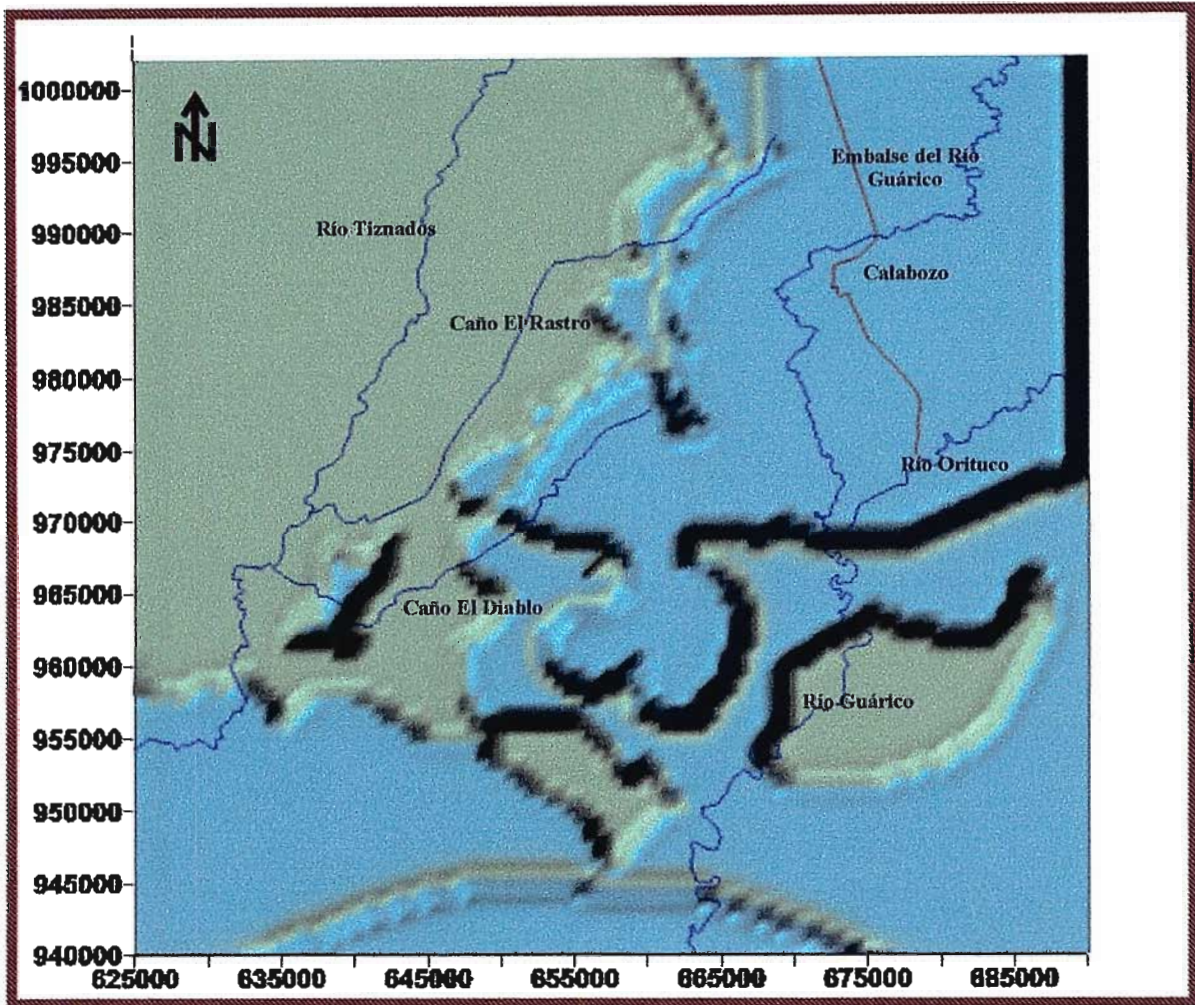 1000000
N
995000
Embalse del Río
Guárico
990000
Río Tiznados
Calabozo
985000
Caño El Rastro
980000
975000
Río Orituco
970000
965000
Caño El Diablo
960000
Río Guárico
955000
950000
945000
940000
625000 635000 645000 655000 665000 675000 685000